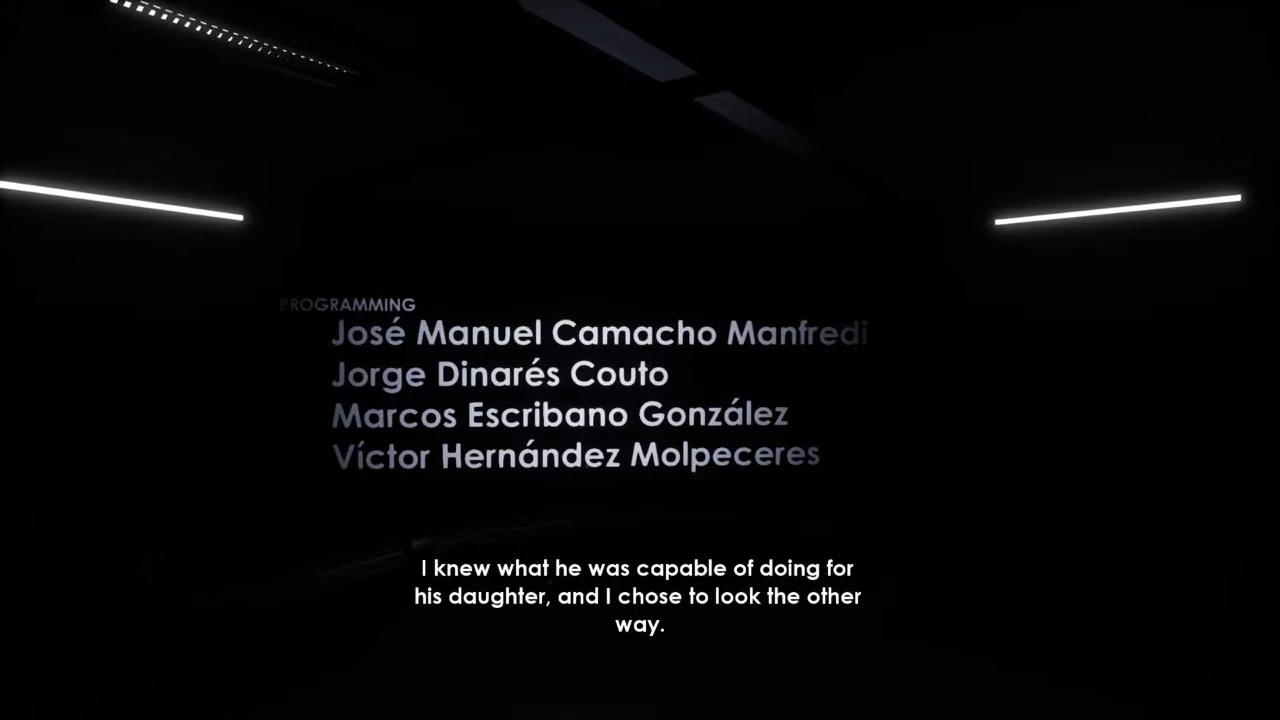 PROGRAMMING
José Manuel Camacho Manfredi
Jorge Dinarés Couto
Marcos Escribano González
Víctor Hernández Molpeceres
I knew what he was capable of doing for
his daughter, and I chose to look the other
way.